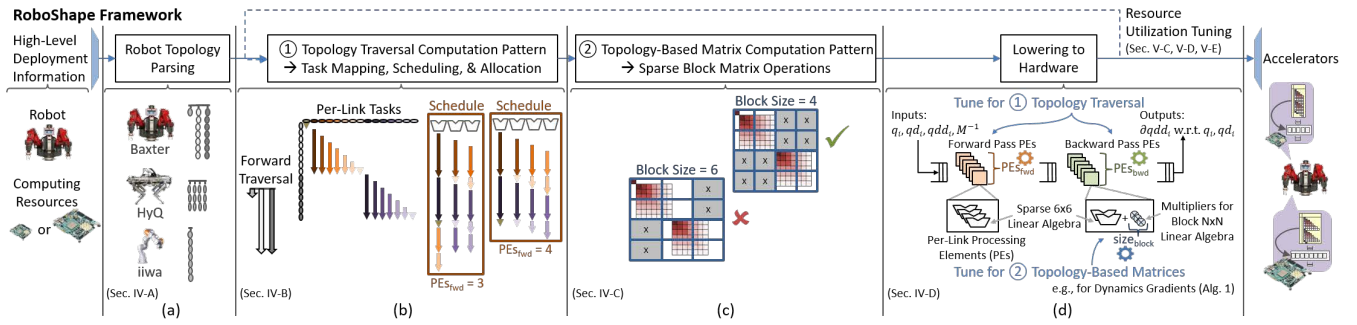 RoboShape Framework
High-Level
Deployment
Information
Robot Topology
Parsing
① Topology Traversal Computation Pattern
→ Task Mapping, Scheduling, & Allocation
② Topology-Based Matrix Computation Pattern
→ Sparse Block Matrix Operations
Lowering to
Hardware
Resource
Utilization Tuning
(Sec. V-C, V-D, V-E)
Accelerators
Robot
Computing
Resources
or
Baxter
HyQ
iiwa
(Sec. IV-A)
(a)
Per-Link Tasks
Forward
Traversal
Schedule
Schedule
PEsfwd = 3
PEsfwd = 4
(Sec. IV-B)
(b)
Block Size = 4
x x
x x
x x
x x
Block Size = 6
x
x
x
x
(Sec. IV-C)
(c)
Tune for ① Topology Traversal
Inputs:
qi, qdi, qddi, M⁻¹
Outputs:
∂qddi w.r.t. qi, qdi
Forward Pass PEs
Backward Pass PEs
PEsfwd
PEsbwd
Sparse 6x6
Linear Algebra
+
Multipliers for
Block NxN
Linear Algebra
sizeblock
Per-Link Processing
Elements (PEs)
Tune for ② Topology-Based Matrices
e.g., for Dynamics Gradients (Alg. 1)
(Sec. IV-D)
(d)